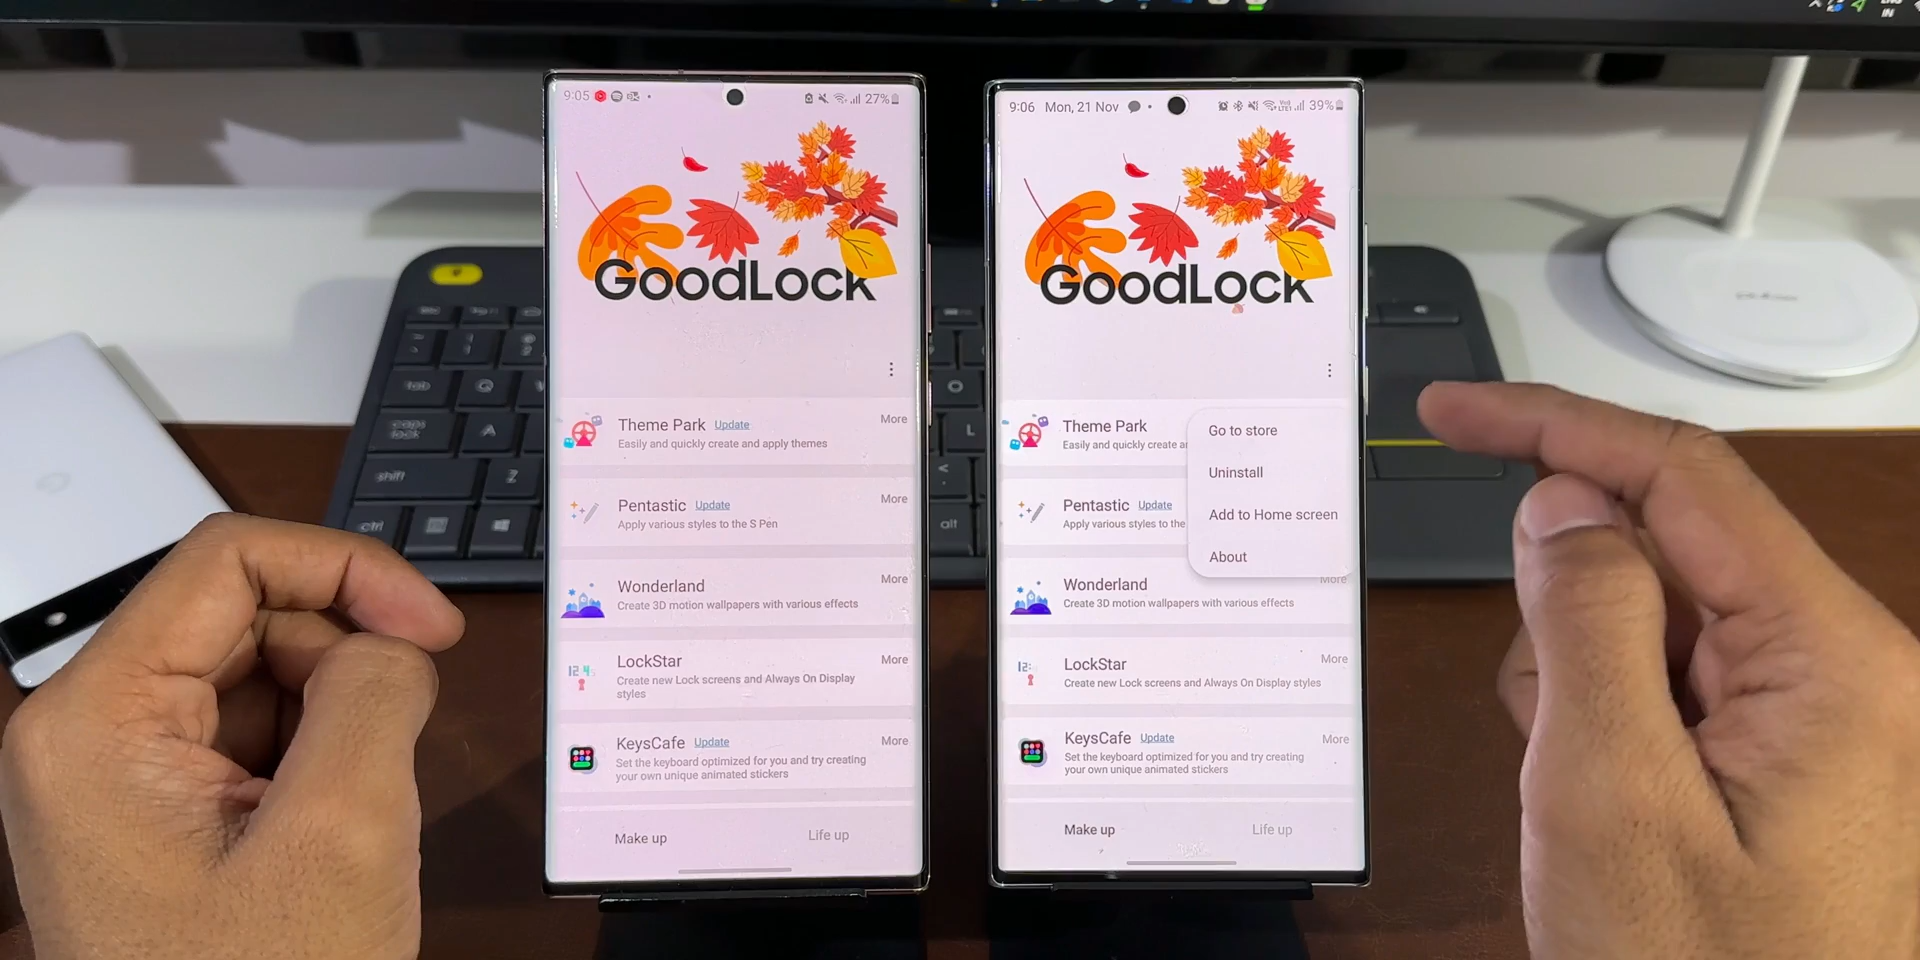 IN
9:05
27%
GoodLock
Theme Park Update
More
Easily and quickly create and apply themes
Pentastic Update
More
Apply various styles to the S Pen
Wonderland
More
Create 3D motion wallpapers with various effects
LockStar
More
Create new Lock screens and Always On Display
styles
KeysCafe Update
More
Set the keyboard optimized for you and try creating
your own unique animated stickers
Make up
Life up
9:06 Mon, 21 Nov
39%
GoodLock
Theme Park
Easily and quickly create
Pentastic Update
Apply various styles to the
Go to store
Uninstall
Add to Home screen
About
Wonderland
More
Create 3D motion wallpapers with various effects
LockStar
More
Create new Lock screens and Always On Display styles
KeysCafe Update
More
Set the keyboard optimized for you and try creating
your own unique animated stickers
Make up
Life up
tab
Q
caps
lock
A
shift
Z
ctrl
O
L
<
alt